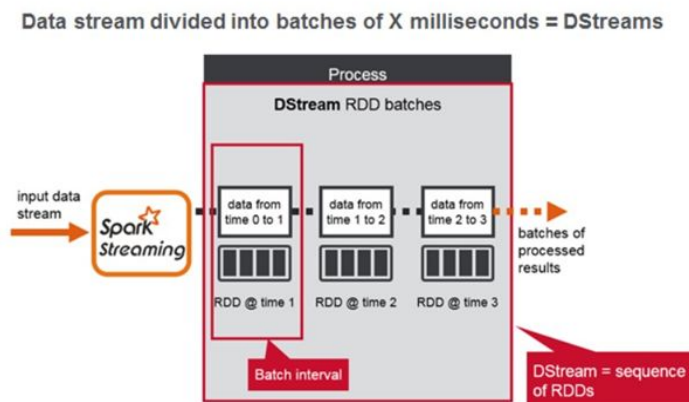 Data stream divided into batches of X milliseconds = DStreams
Process
DStream RDD batches
input data
stream
Spark
Streaming
data from
time 0 to 1
data from
time 1 to 2
data from
time 2 to 3
batches of
processed
results
RDD @ time 1
RDD @ time 2
RDD @ time 3
Batch interval
DStream = sequence
of RDDs